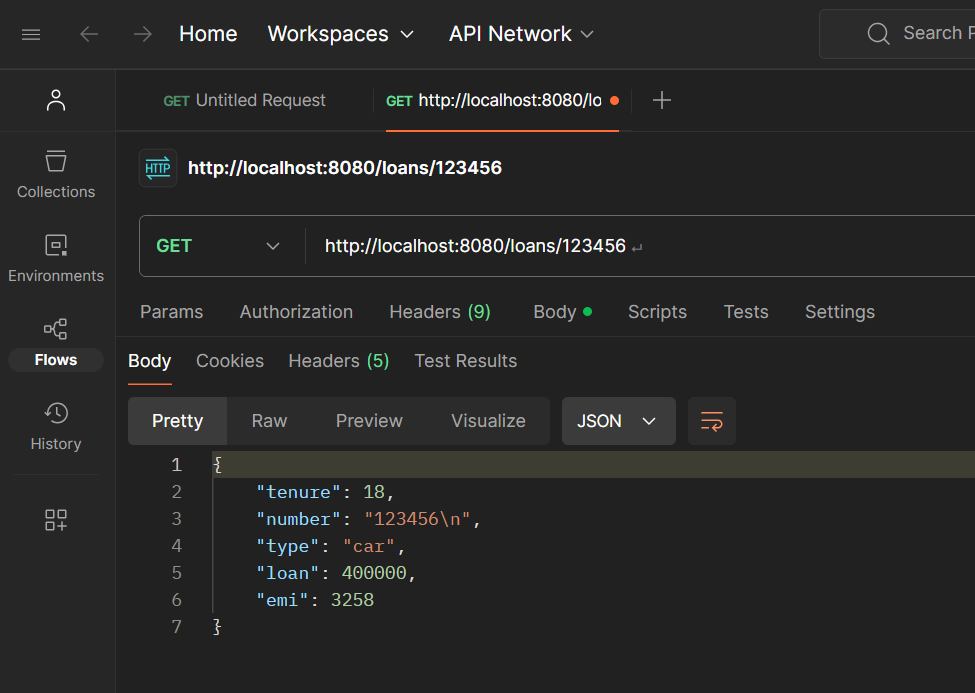 Home Workspaces API Network Search
GET Untitled Request GET http://localhost:8080/lo
HTTP http://localhost:8080/loans/123456
Collections
GET http://localhost:8080/loans/123456 ↵
Environments
Params Authorization Headers (9) Body Scripts Tests Settings
Flows
Body Cookies Headers (5) Test Results
Pretty Raw Preview Visualize JSON
History
1 {
2 "tenure": 18,
3 "number": "123456\n",
4 "type": "car",
5 "loan": 400000,
6 "emi": 3258
7 }